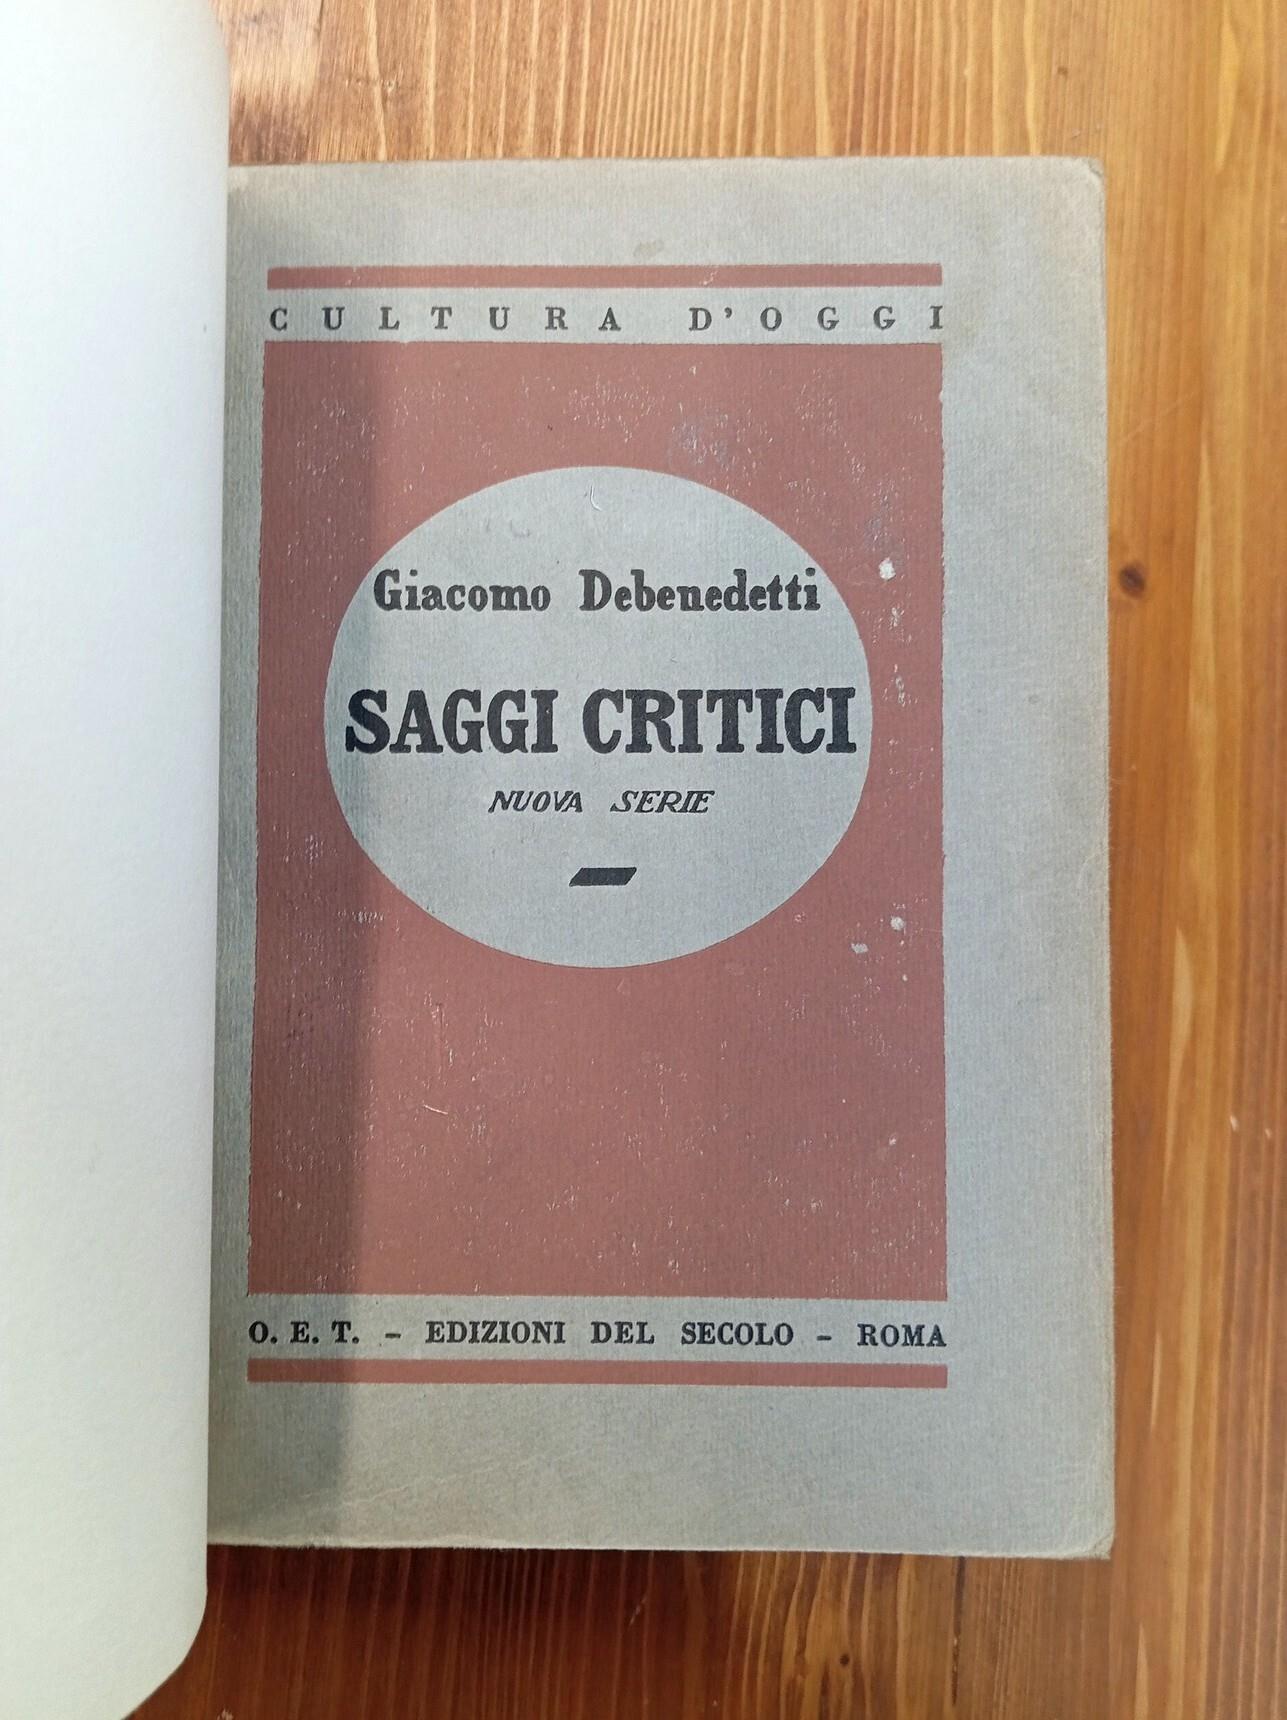 CULTURA D'OGGI
Giacomo Debenedetti
SAGGI CRITICI
NUOVA SERIE
O. E. T. - EDIZIONI DEL SECOLO - ROMA